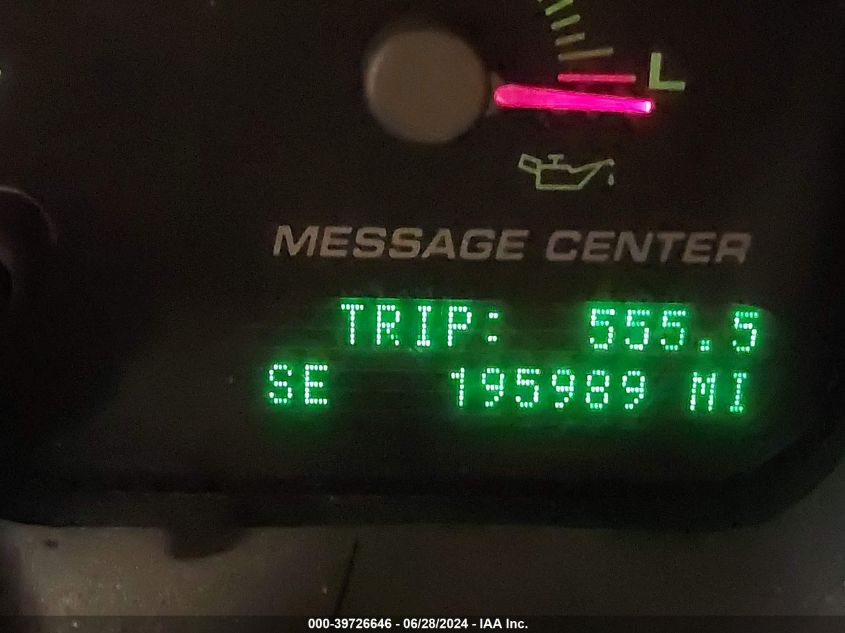 L
MESSAGE CENTER
TRIP: 555.5
SE 195989 MI
000-39726646 - 06/28/2024 - IAA Inc.